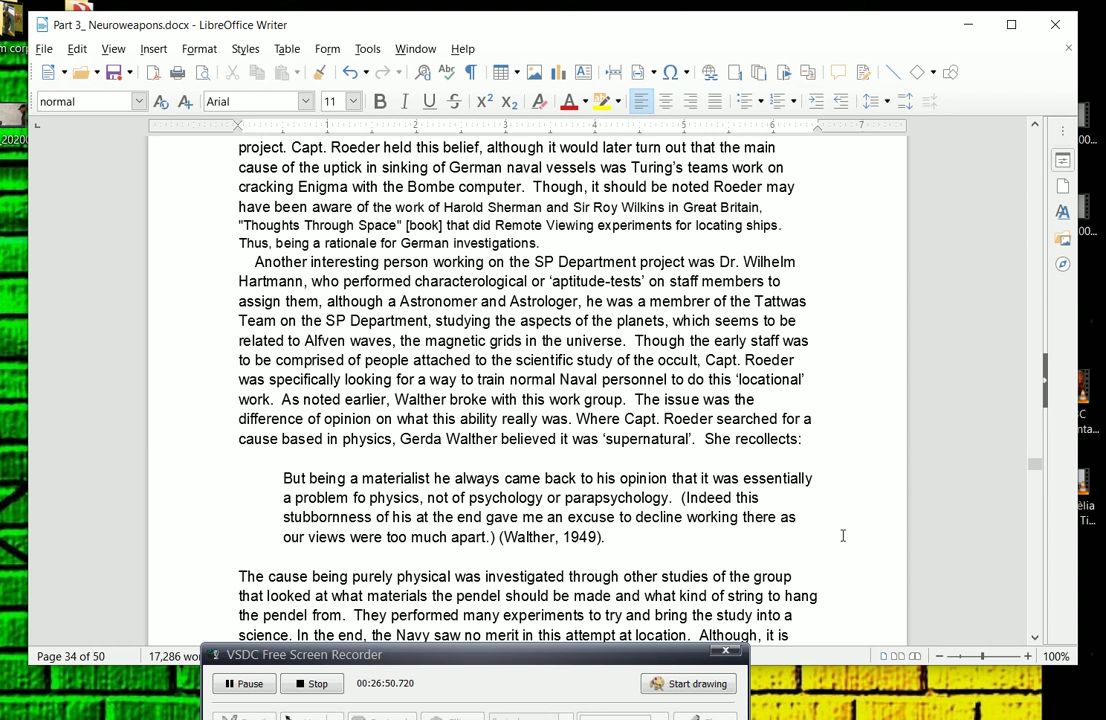 Part 3_ Neuroweapons.docx - LibreOffice Writer
File Edit View Insert Format Styles Table Form Tools Window Help
normal Arial 11
1 2 3 4 5 6 7
project. Capt. Roeder held this belief, although it would later turn out that the main
cause of the uptick in sinking of German naval vessels was Turing's teams work on
cracking Enigma with the Bombe computer.  Though, it should be noted Roeder may
have been aware of the work of Harold Sherman and Sir Roy Wilkins in Great Britain,
"Thoughts Through Space" [book] that did Remote Viewing experiments for locating ships.
Thus, being a rationale for German investigations.
Another interesting person working on the SP Department project was Dr. Wilhelm
Hartmann, who performed characterological or 'aptitude-tests' on staff members to
assign them, although a Astronomer and Astrologer, he was a membrer of the Tattwas
Team on the SP Department, studying the aspects of the planets, which seems to be
related to Alfven waves, the magnetic grids in the universe.  Though the early staff was
to be comprised of people attached to the scientific study of the occult, Capt. Roeder
was specifically looking for a way to train normal Naval personnel to do this 'locational'
work.  As noted earlier, Walther broke with this work group.  The issue was the
difference of opinion on what this ability really was. Where Capt. Roeder searched for a
cause based in physics, Gerda Walther believed it was 'supernatural'.  She recollects:
But being a materialist he always came back to his opinion that it was essentially
a problem fo physics, not of psychology or parapsychology.  (Indeed this
stubbornness of his at the end gave me an excuse to decline working there as
our views were too much apart.) (Walther, 1949).
The cause being purely physical was investigated through other studies of the group
that looked at what materials the pendel should be made and what kind of string to hang
the pendel from.  They performed many experiments to try and bring the study into a
science. In the end, the Navy saw no merit in this attempt at location.  Although, it is
Page 34 of 50 17,286 wo 100%
VSDC Free Screen Recorder
Pause Stop 00:26:50.720 Start drawing